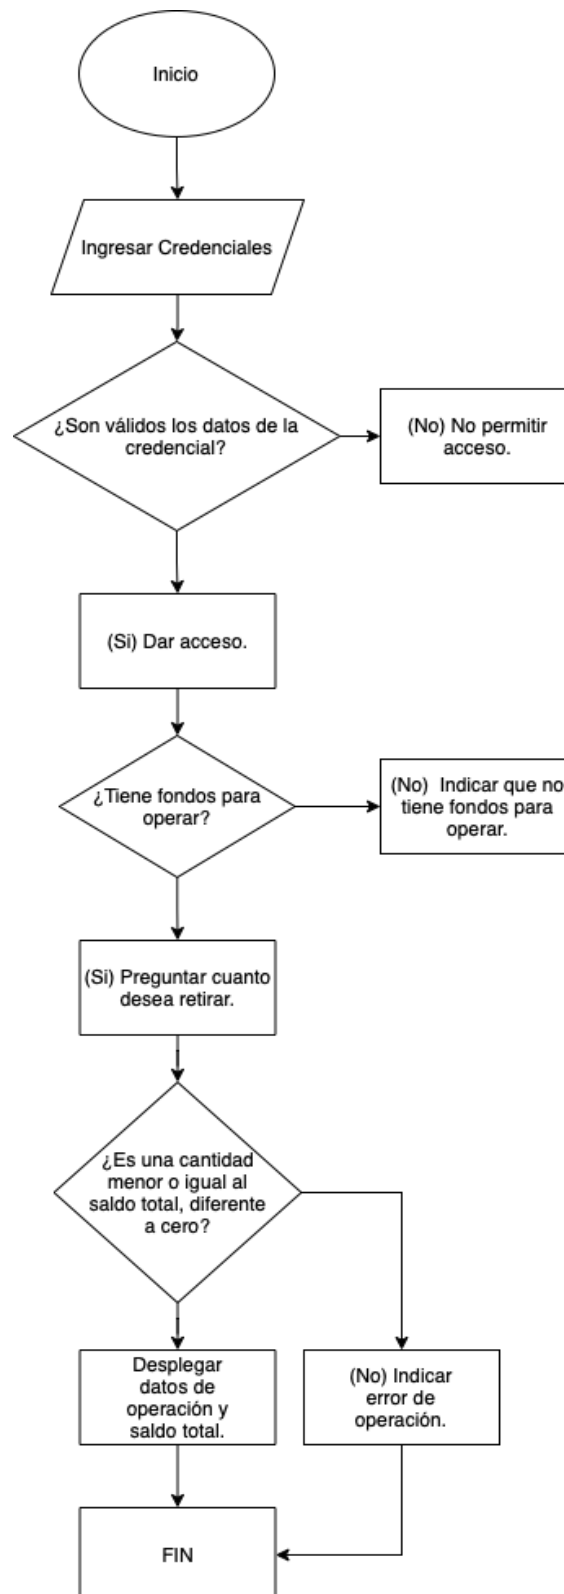 Inicio
Ingresar Credenciales
¿Son válidos los datos de la
credencial?
(No) No permitir
acceso.
(Si) Dar acceso.
¿Tiene fondos para
operar?
(No)  Indicar que no
tiene fondos para
operar.
(Si) Preguntar cuanto
desea retirar.
¿Es una cantidad
menor o igual al
saldo total, diferente
a cero?
Desplegar
datos de
operación y
saldo total.
(No) Indicar
error de
operación.
FIN